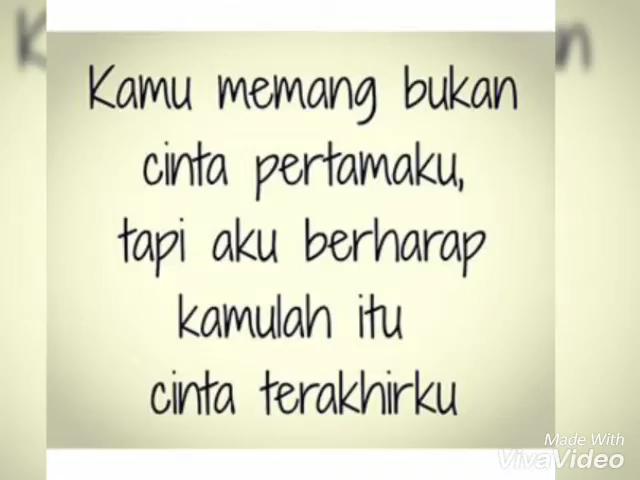 Kamu memang bukan
cinta pertamaku,
tapi aku berharap
kamulah itu
cinta terakhirku
Made With
VivaVideo